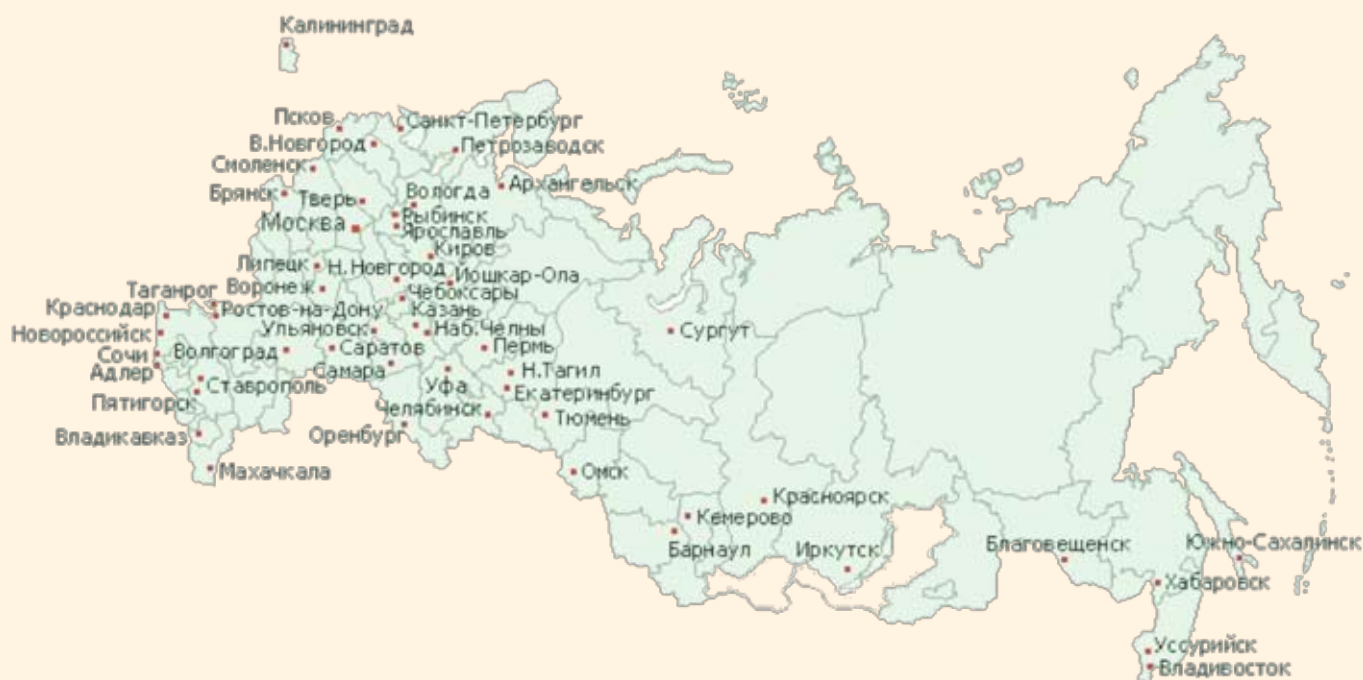 Калининград
Псков
Санкт-Петербург
В.Новгород
Петрозаводск
Смоленск
Архангельск
Брянск
Вологда
Тверь
Рыбинск
Москва
Ярославль
Киров
Липецк
Н.Новгород
Йошкар-Ола
Воронеж
Таганрог
Чебоксары
Краснодар
Ростов-на-Дону
Казань
Новороссийск
Ульяновск
Наб.Челны
Сургут
Сочи
Волгоград
Саратов
Пермь
Адлер
Самара
Н.Тагил
Ставрополь
Уфа
Екатеринбург
Пятигорск
Челябинск
Тюмень
Владикавказ
Оренбург
Махачкала
Омск
Красноярск
Кемерово
Барнаул
Иркутск
Благовещенск
Южно-Сахалинск
Хабаровск
Уссурийск
Владивосток